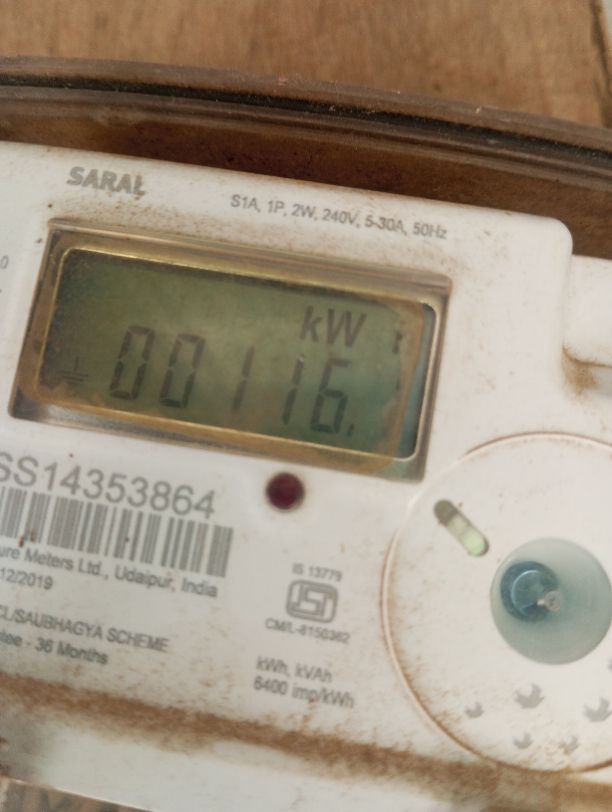 SARAL
S1A, 1P, 2W, 240V, 5-30A, 50Hz
kW
00116.
SS14353864
ure Meters Ltd., Udaipur, India
12/2019
IS 13779
CM/L-8150362
CL/SAUBHAGYA SCHEME
tee - 36 Months
kWh, kVAh
6400 imp/kWh